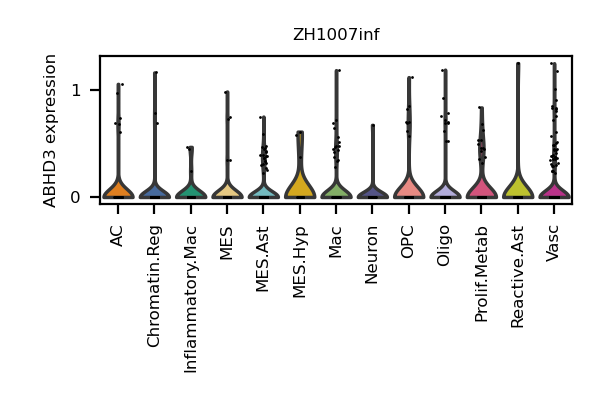 ZH1007inf
ABHD3 expression
1
0
AC
Chromatin.Reg
Inflammatory.Mac
MES
MES.Ast
MES.Hyp
Mac
Neuron
OPC
Oligo
Prolif.Metab
Reactive.Ast
Vasc